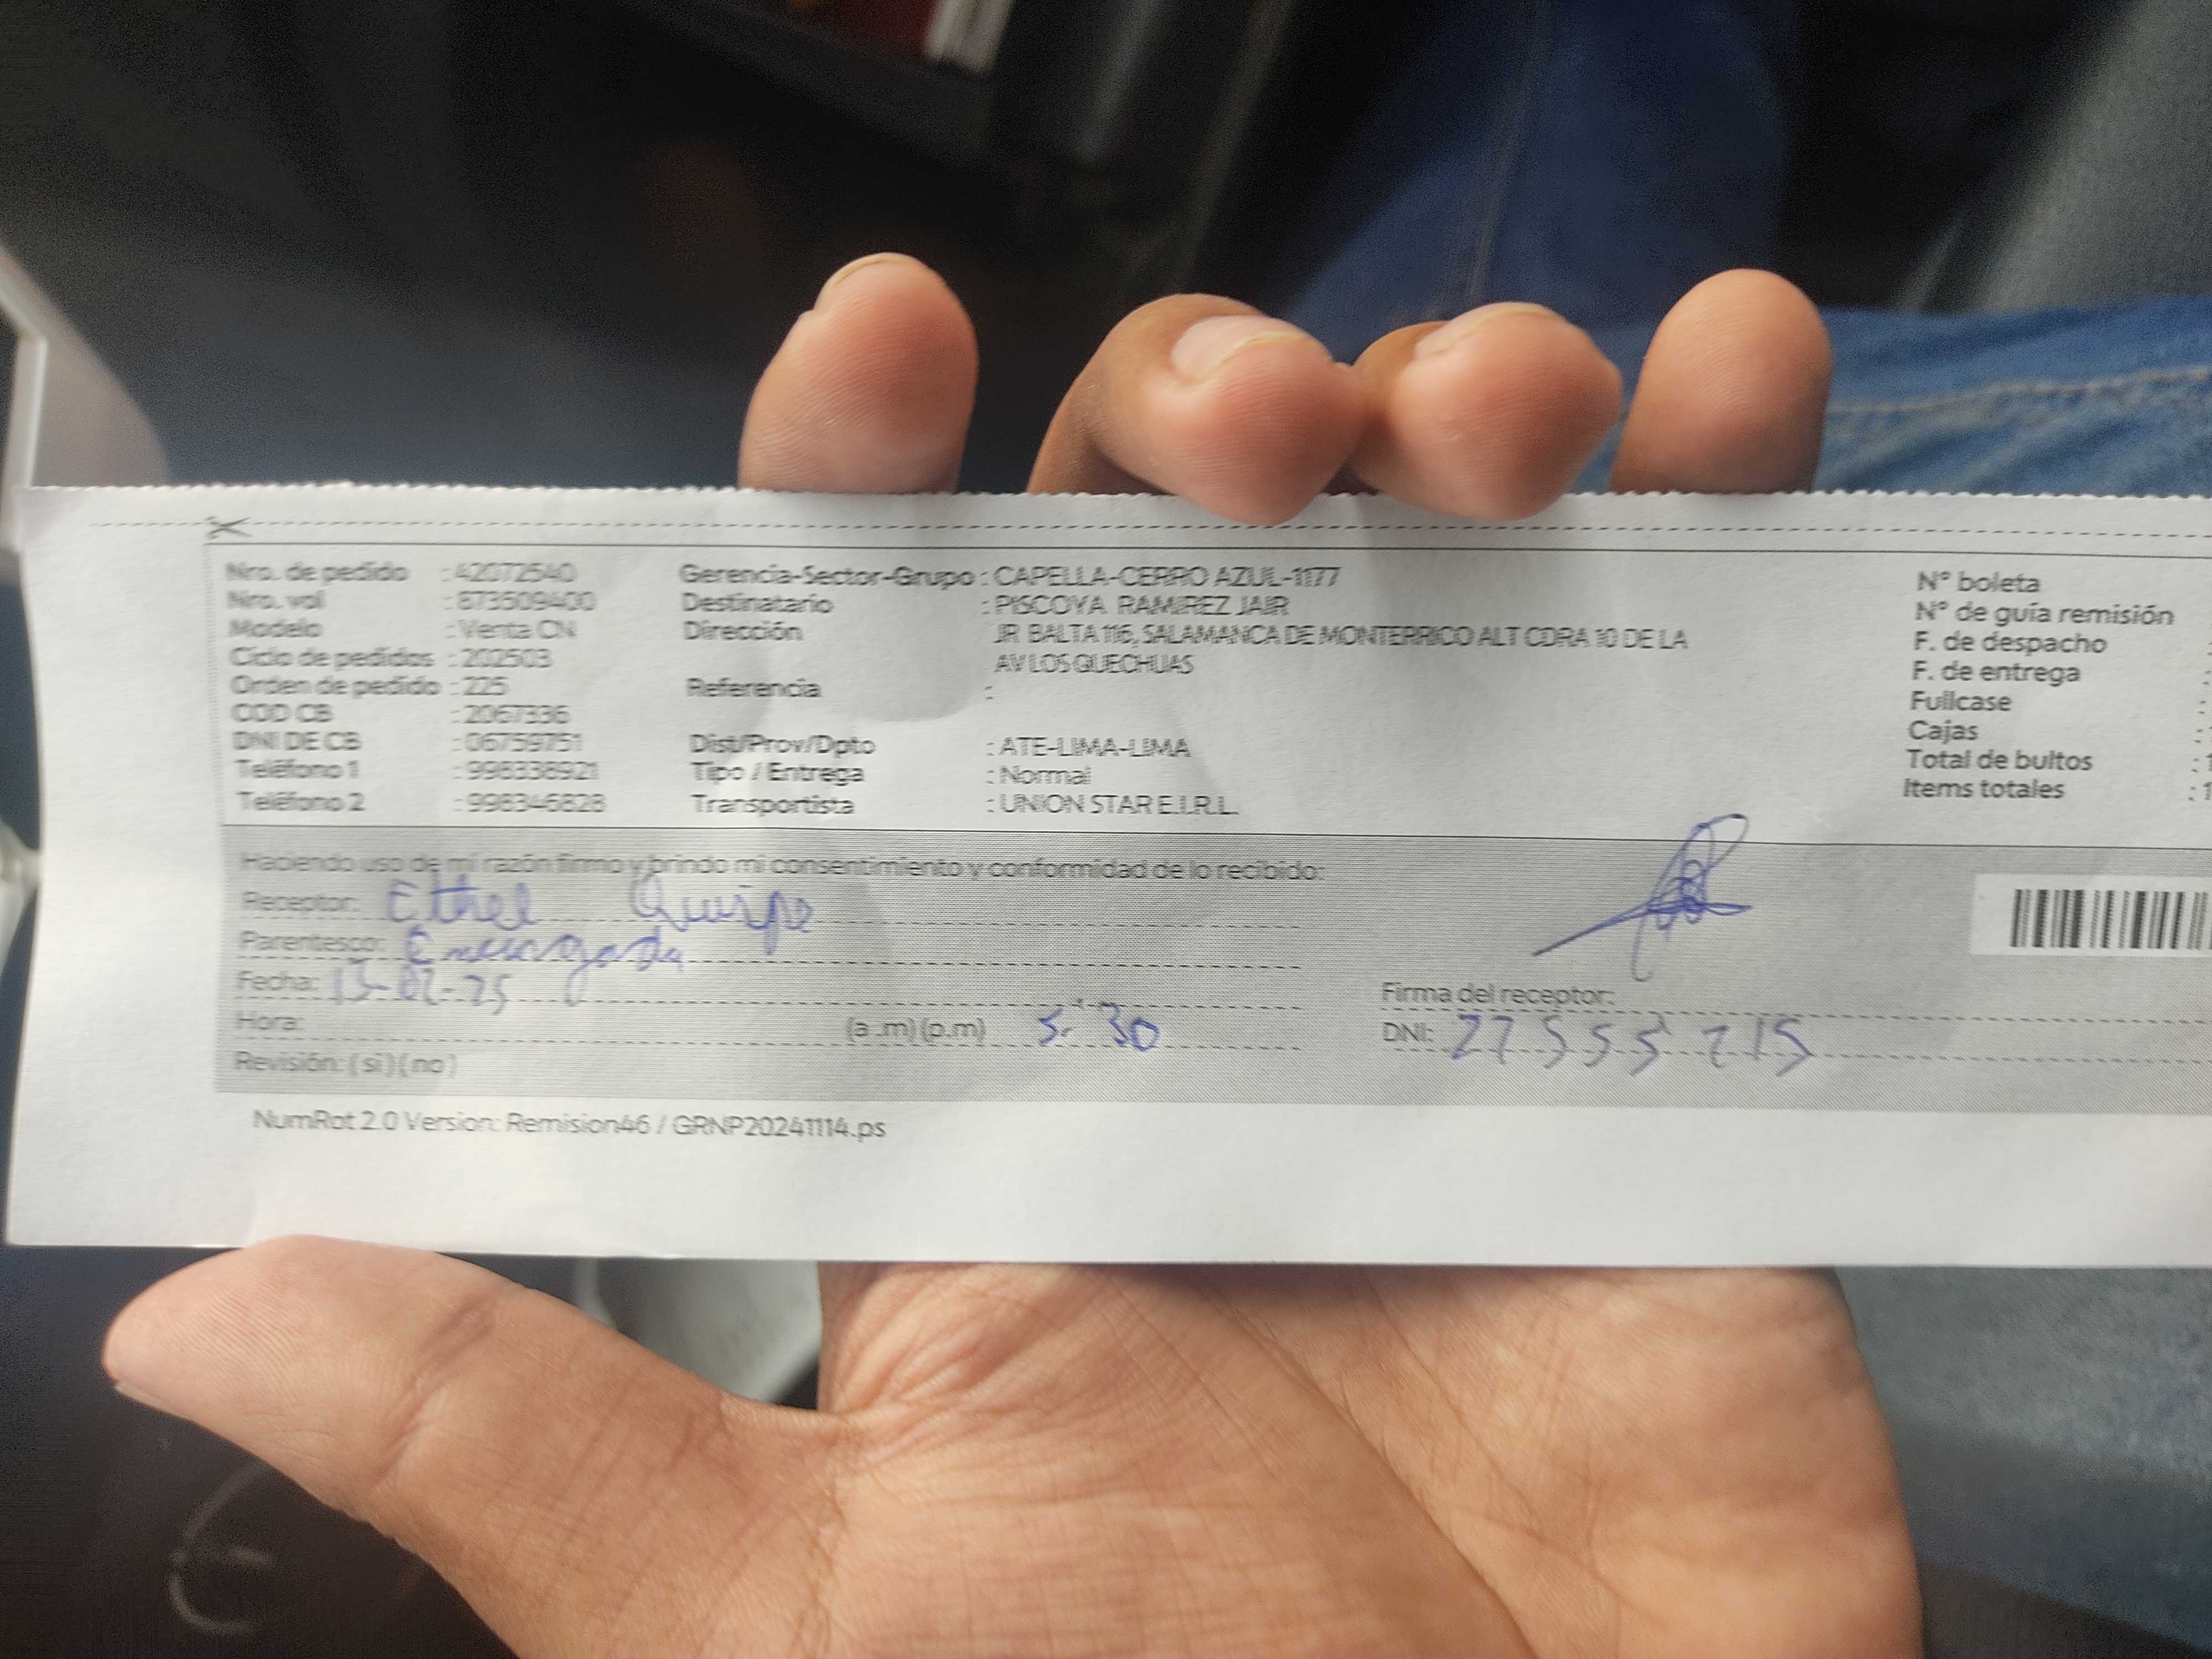 Nro. de pedido : 42072540
Nro. vol : 873509400
Modelo : Venta CN
Ciclo de pedidos : 202503
Orden de pedido : 225
COD CB : 2067336
DNI DE CB : 06759751
Teléfono 1 : 998338921
Teléfono 2 : 998346828
Gerencia-Sector-Grupo : CAPELLA-CERRO AZUL-1177
Destinatario : PISCOYA RAMIREZ JAIR
Dirección JR BALTA 116, SALAMANCA DE MONTERRICO ALT CDRA 10 DE LA
AV LOS QUECHUAS
Referencia :
Dist/Prov/Dpto : ATE-LIMA-LIMA
Tipo / Entrega : Normal
Transportista : UNION STAR E.I.R.L.
N° boleta
N° de guía remisión
F. de despacho :
F. de entrega :
Fullcase :
Cajas :
Total de bultos : 1
Items totales : 1
Haciendo uso de mi razón firmo y brindo mi consentimiento y conformidad de lo recibido:
Receptor: Ethel Quispe
Parentesco: Encargada
Fecha: 15-02-25
Hora: (a .m) (p.m) 5:30
Revisión: ( si ) ( no )
Firma del receptor:
DNI: 27555215
NumRot 2.0 Version: Remision46 / GRNP20241114.ps